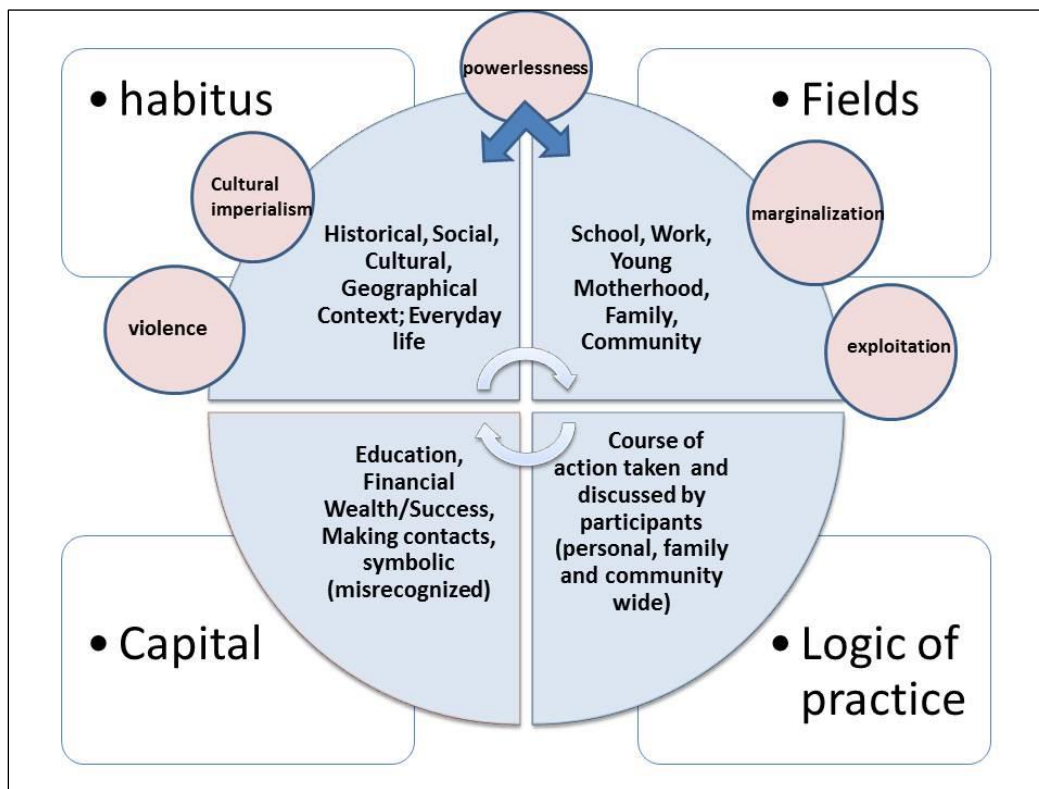 powerlessness
• habitus
• Fields
Cultural
imperialism
marginalization
violence
exploitation
Historical, Social,
Cultural,
Geographical
Context; Everyday
life
School, Work,
Young
Motherhood,
Family,
Community
Education,
Financial
Wealth/Success,
Making contacts,
symbolic
(misrecognized)
Course of
action taken and
discussed by
participants
(personal, family
and community
wide)
• Capital
• Logic of
practice